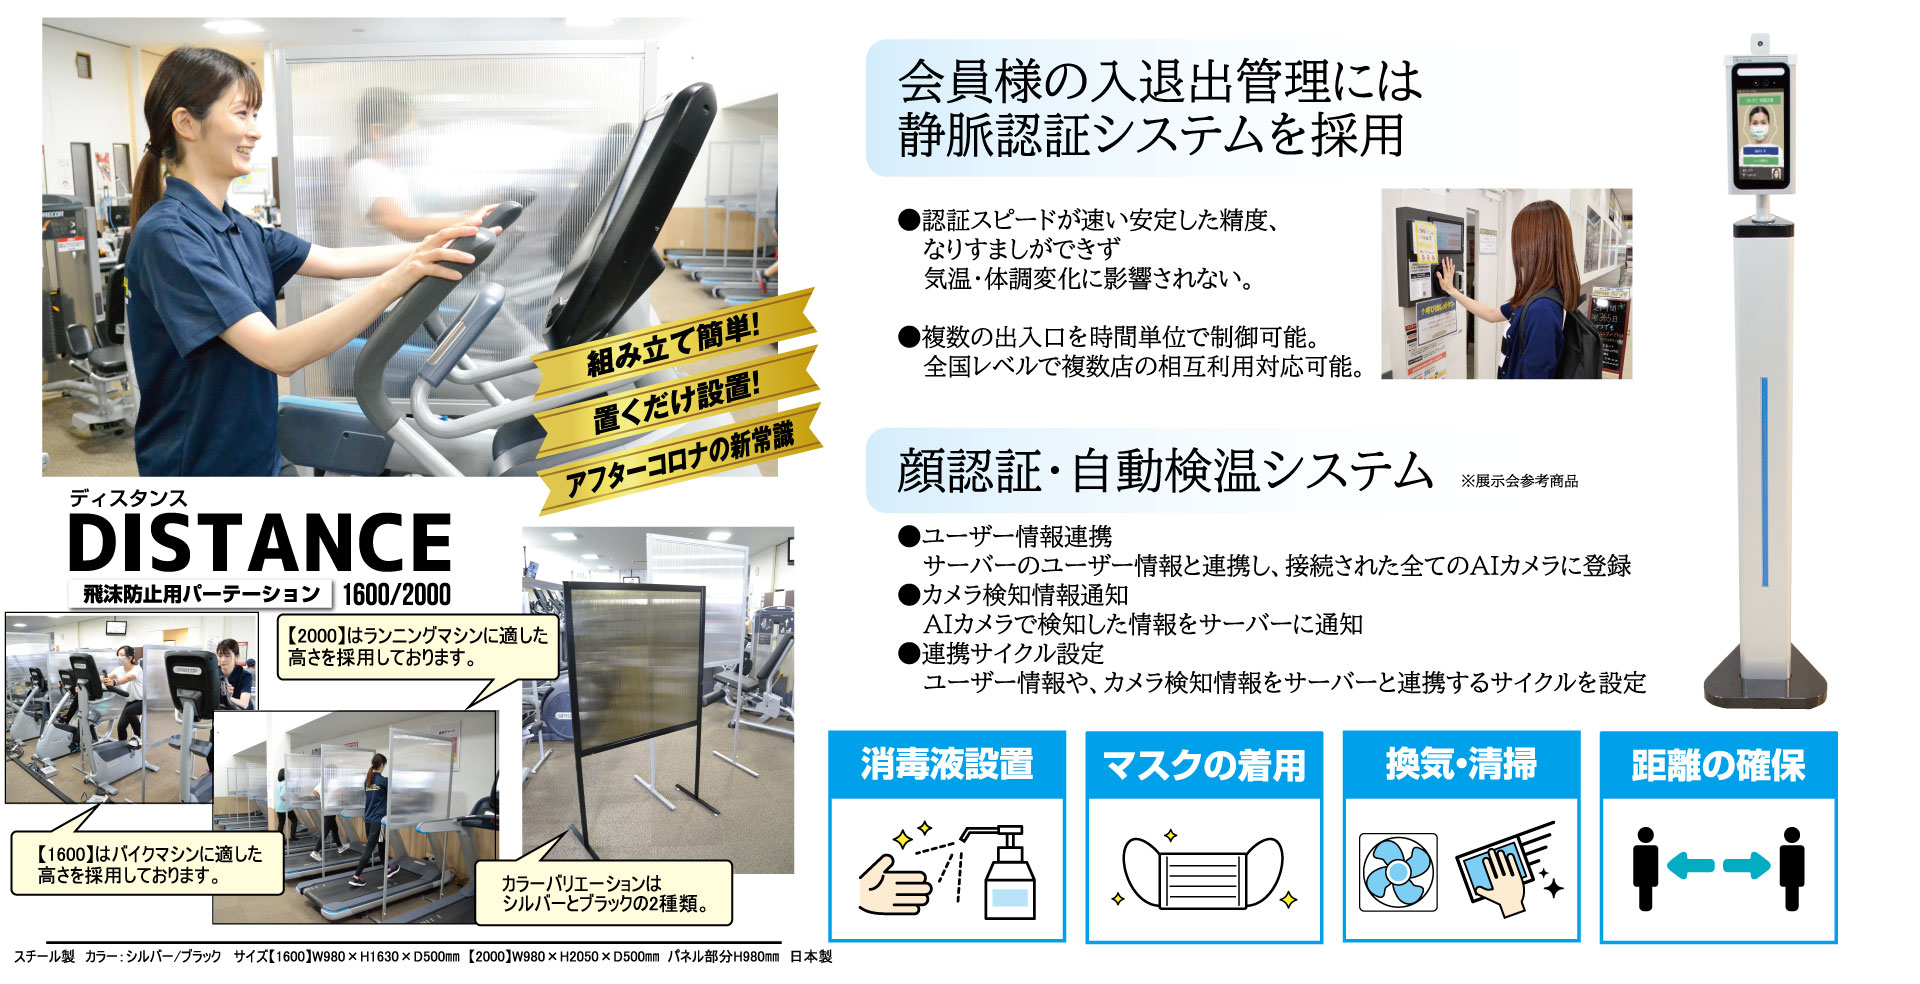 組み立て簡単!
置くだけ設置!
アフターコロナの新常識
ディスタンス
DISTANCE
飛沫防止用パーテーション 1600/2000
【2000】はランニングマシンに適した
高さを採用しております。
【1600】はバイクマシンに適した
高さを採用しております。
カラーバリエーションは
シルバーとブラックの2種類。
スチール製 カラー：シルバー/ブラック サイズ【1600】W980×H1630×D500㎜ 【2000】W980×H2050×D500㎜ パネル部分H980㎜ 日本製
会員様の入退出管理には
静脈認証システムを採用
●認証スピードが速い安定した精度、
なりすましができず
気温・体調変化に影響されない。
●複数の出入口を時間単位で制御可能。
全国レベルで複数店の相互利用対応可能。
顔認証・自動検温システム ※展示会参考商品
●ユーザー情報連携
サーバーのユーザー情報と連携し、接続された全てのAIカメラに登録
●カメラ検知情報通知
AIカメラで検知した情報をサーバーに通知
●連携サイクル設定
ユーザー情報や、カメラ検知情報をサーバーと連携するサイクルを設定
消毒液設置
マスクの着用
換気・清掃
距離の確保